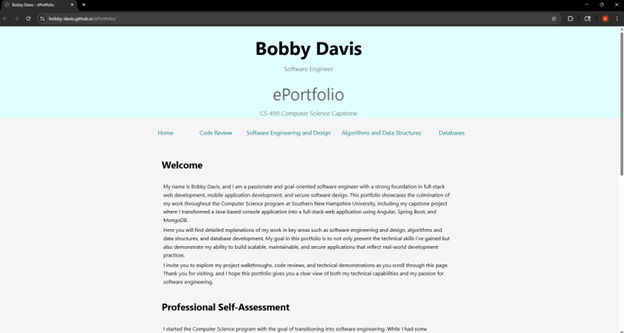 Bobby Davis - ePortfolio
bobby-davis.github.io/ePortfolio/
Bobby Davis
Software Engineer
ePortfolio
CS-499 Computer Science Capstone
Home Code Review Software Engineering and Design Algorithms and Data Structures Databases
Welcome
My name is Bobby Davis, and I am a passionate and goal-oriented software engineer with a strong foundation in full-stack
web development, mobile application development, and secure software design. This portfolio showcases the culmination
of my work throughout the Computer Science program at Southern New Hampshire University, including my capstone project
where I transformed a Java-based console application into a full-stack web application using Angular, Spring Boot, and
MongoDB.
Here you will find detailed explanations of my work in key areas such as software engineering and design, algorithms and
data structures, and database development. My goal in this portfolio is to not only present the technical skills I've gained but
also demonstrate my ability to build scalable, maintainable, and secure applications that reflect real-world development
practices.
I invite you to explore my project walkthroughs, code reviews, and technical demonstrations as you scroll through this page.
Thank you for visiting, and I hope this portfolio gives you a clear view of both my technical capabilities and my passion for
software engineering.
Professional Self-Assessment
I started the Computer Science program with the goal of transitioning into software engineering. While I had some